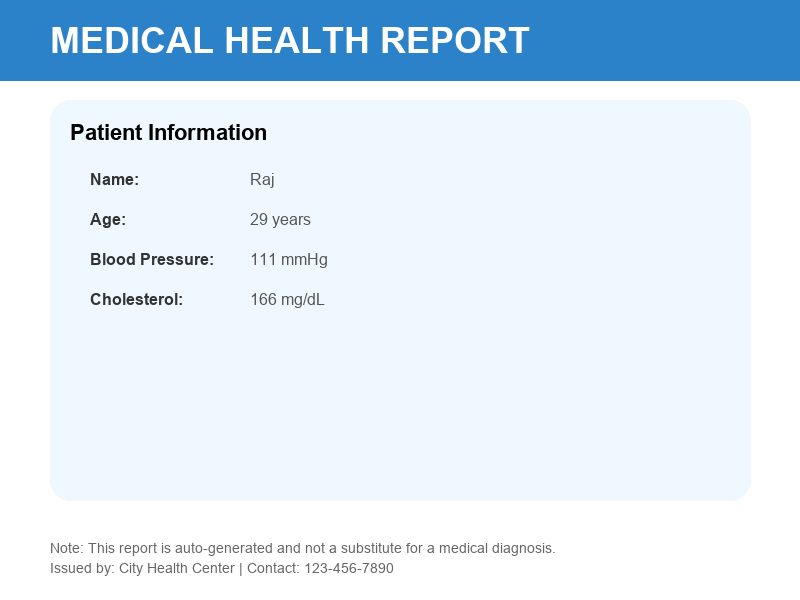 MEDICAL HEALTH REPORT
Patient Information
Name: Raj
Age: 29 years
Blood Pressure: 111 mmHg
Cholesterol: 166 mg/dL
Note: This report is auto-generated and not a substitute for a medical diagnosis.
Issued by: City Health Center | Contact: 123-456-7890